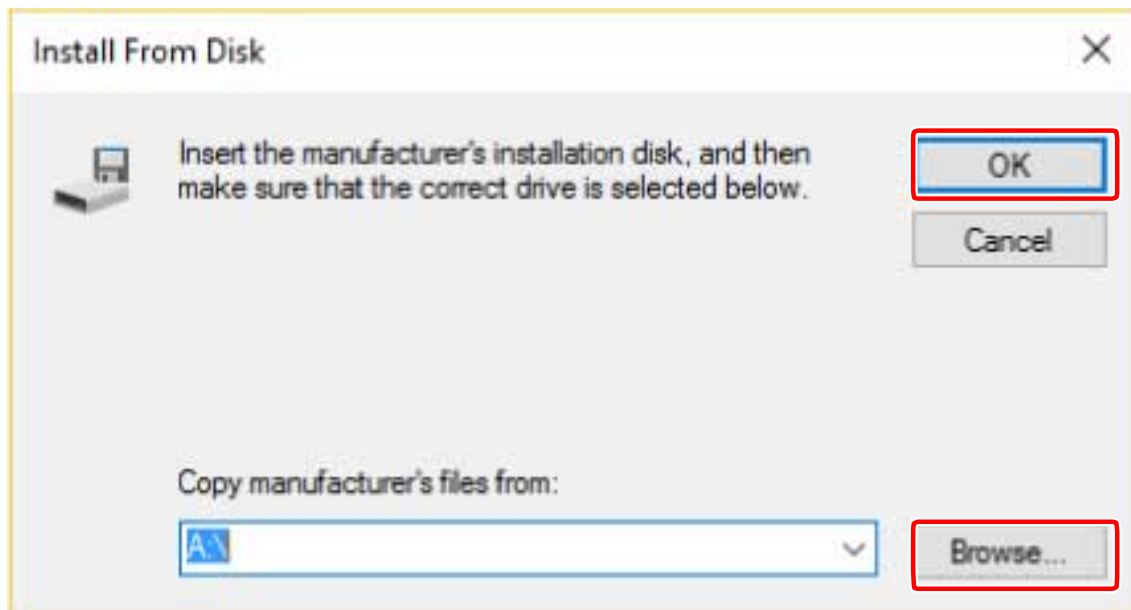 Install From Disk
Insert the manufacturer's installation disk, and then
make sure that the correct drive is selected below.
OK
Cancel
Copy manufacturer's files from:
A:\
Browse...